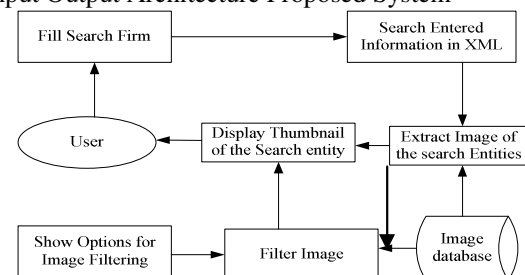 nput Output Architecture Proposed System
Fill Search Firm
Search Entered
Information in XML
User
Display Thumbnail
of the Search entity
Extract Image of
the search Entities
Show Options for
Image Filtering
Filter Image
Image
database